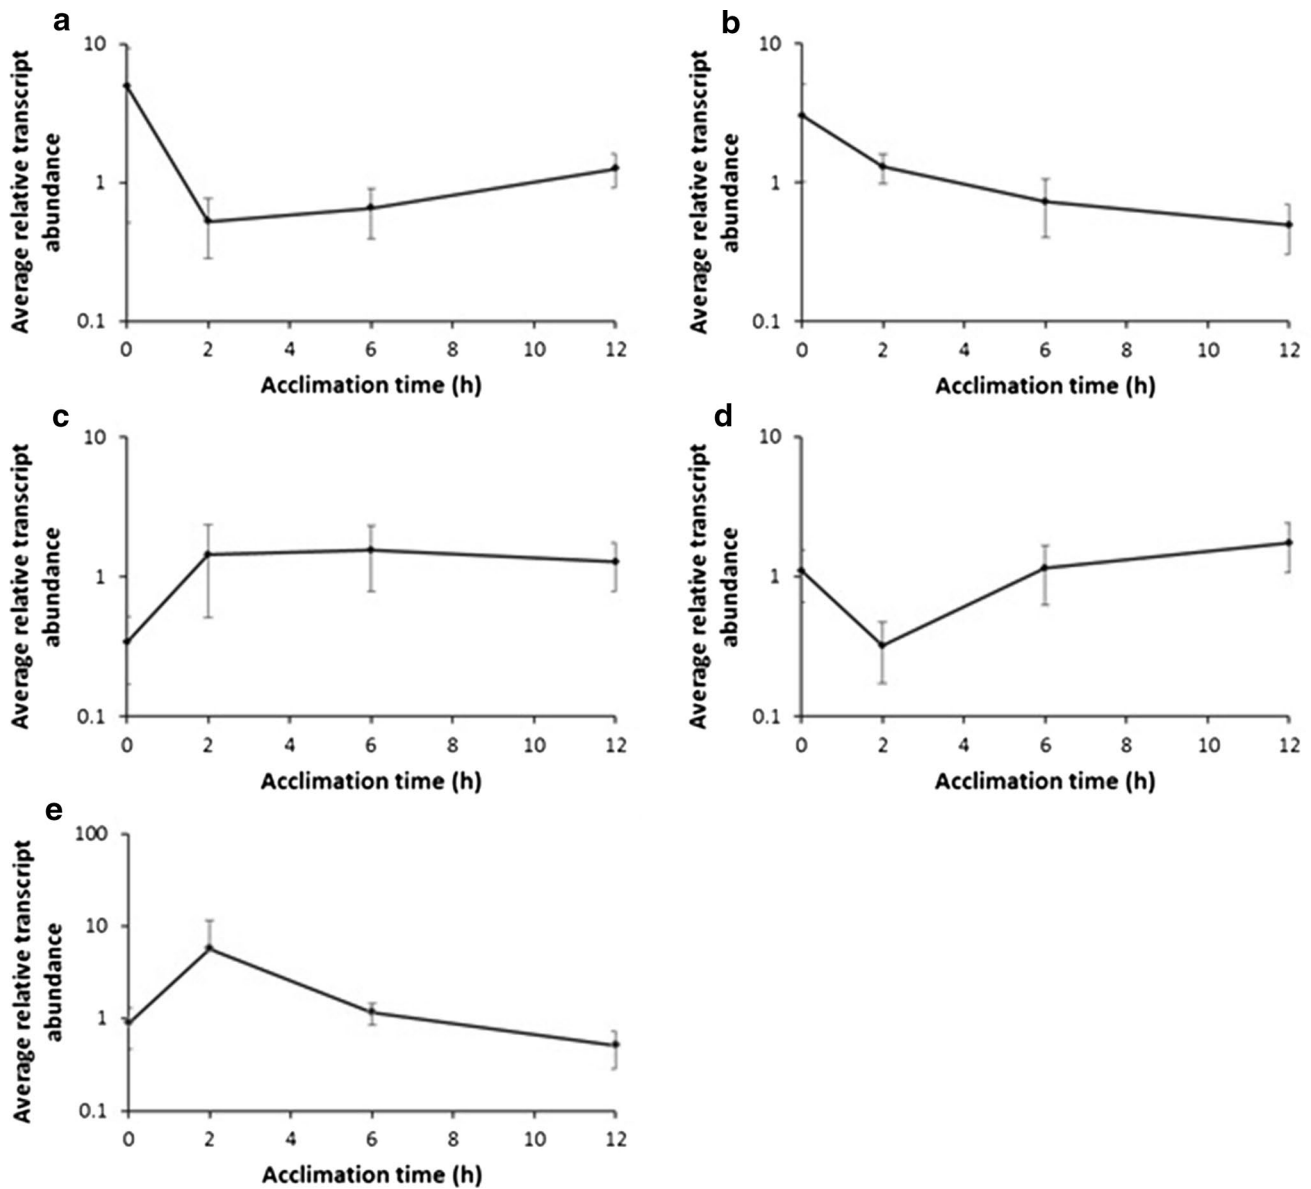 a
Average relative transcript
abundance
10
1
0.1
0 2 4 6 8 10 12
Acclimation time (h)
b
Average relative transcript
abundance
10
1
0.1
0 2 4 6 8 10 12
Acclimation time (h)
c
Average relative transcript
abundance
10
1
0.1
0 2 4 6 8 10 12
Acclimation time (h)
d
Average relative transcript
abundance
10
1
0.1
0 2 4 6 8 10 12
Acclimation time (h)
e
Average relative transcript
abundance
100
10
1
0.1
0 2 4 6 8 10 12
Acclimation time (h)